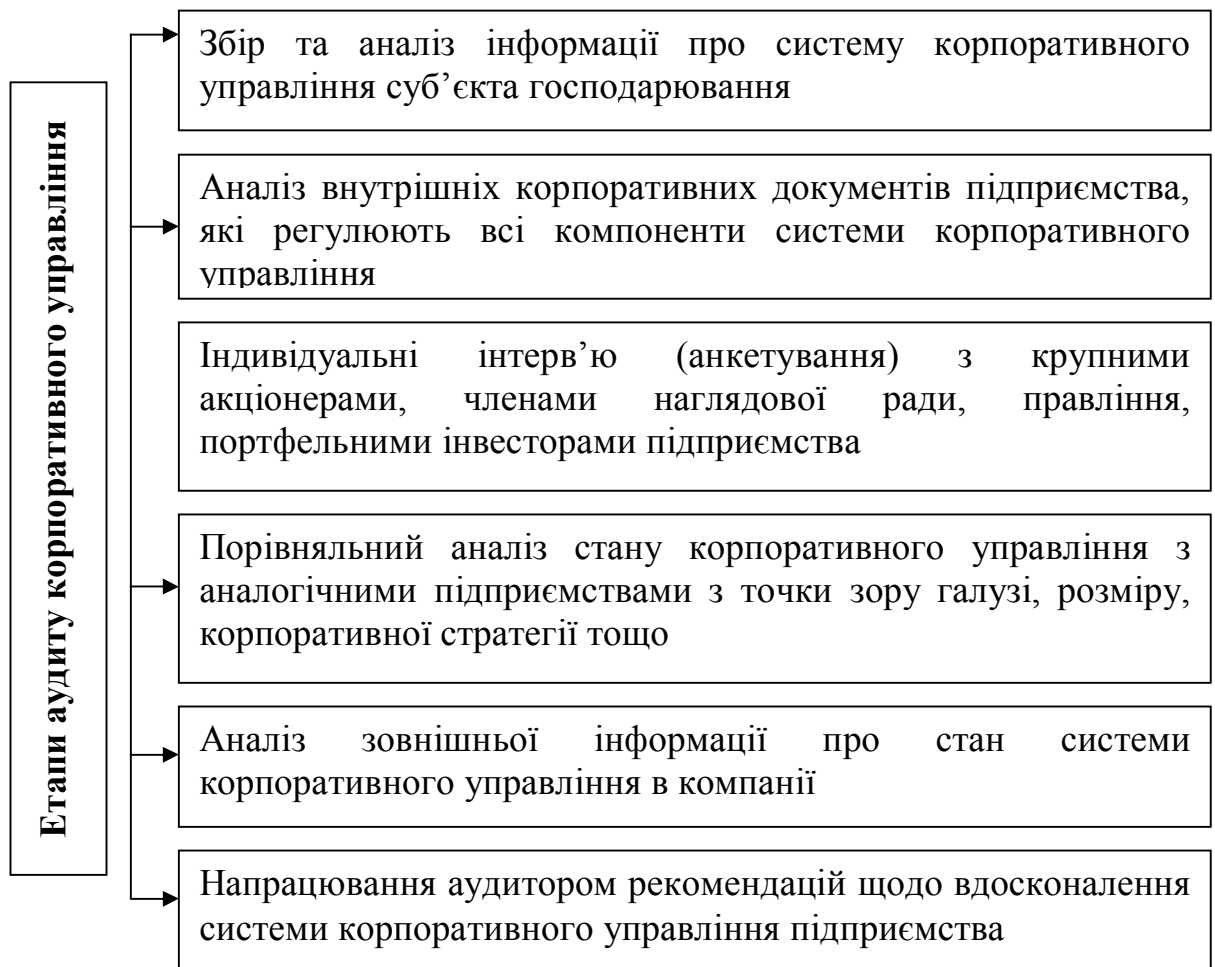 Етапи аудиту корпоративного управління
Збір та аналіз інформації про систему корпоративного
управління суб’єкта господарювання
Аналіз внутрішніх корпоративних документів підприємства,
які регулюють всі компоненти системи корпоративного
управління
Індивідуальні інтерв’ю (анкетування) з крупними
акціонерами, членами наглядової ради, правління,
портфельними інвесторами підприємства
Порівняльний аналіз стану корпоративного управління з
аналогічними підприємствами з точки зору галузі, розміру,
корпоративної стратегії тощо
Аналіз зовнішньої інформації про стан системи
корпоративного управління в компанії
Напрацювання аудитором рекомендацій щодо вдосконалення
системи корпоративного управління підприємства